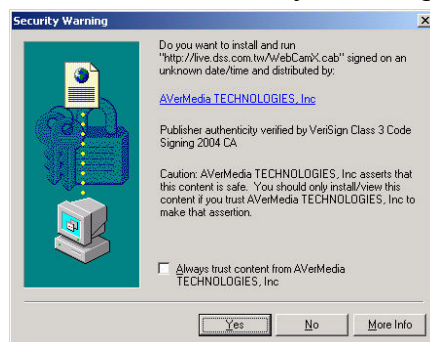 Security Warning
Do you want to install and run
"http://live.dss.com.tw/WebCamX.cab" signed on an
unknown date/time and distributed by:
AVerMedia TECHNOLOGIES, Inc
Publisher authenticity verified by VeriSign Class 3 Code
Signing 2004 CA
Caution: AVerMedia TECHNOLOGIES, Inc asserts that
this content is safe. You should only install/view this
content if you trust AVerMedia TECHNOLOGIES, Inc to
make that assertion.
Always trust content from AVerMedia
TECHNOLOGIES, Inc
Yes No More Info